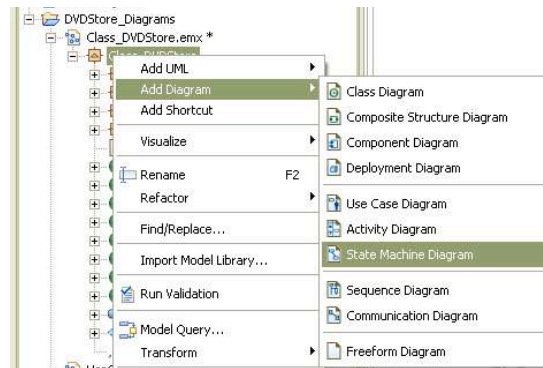 DVDStore_Diagrams
Class_DVDStore.emx *
Class_DVDStore
Add UML
Add Diagram
Add Shortcut
Visualize
Rename F2
Refactor
Find/Replace...
Import Model Library...
Run Validation
Model Query...
Transform
Class Diagram
Composite Structure Diagram
Component Diagram
Deployment Diagram
Use Case Diagram
Activity Diagram
State Machine Diagram
Sequence Diagram
Communication Diagram
Freeform Diagram